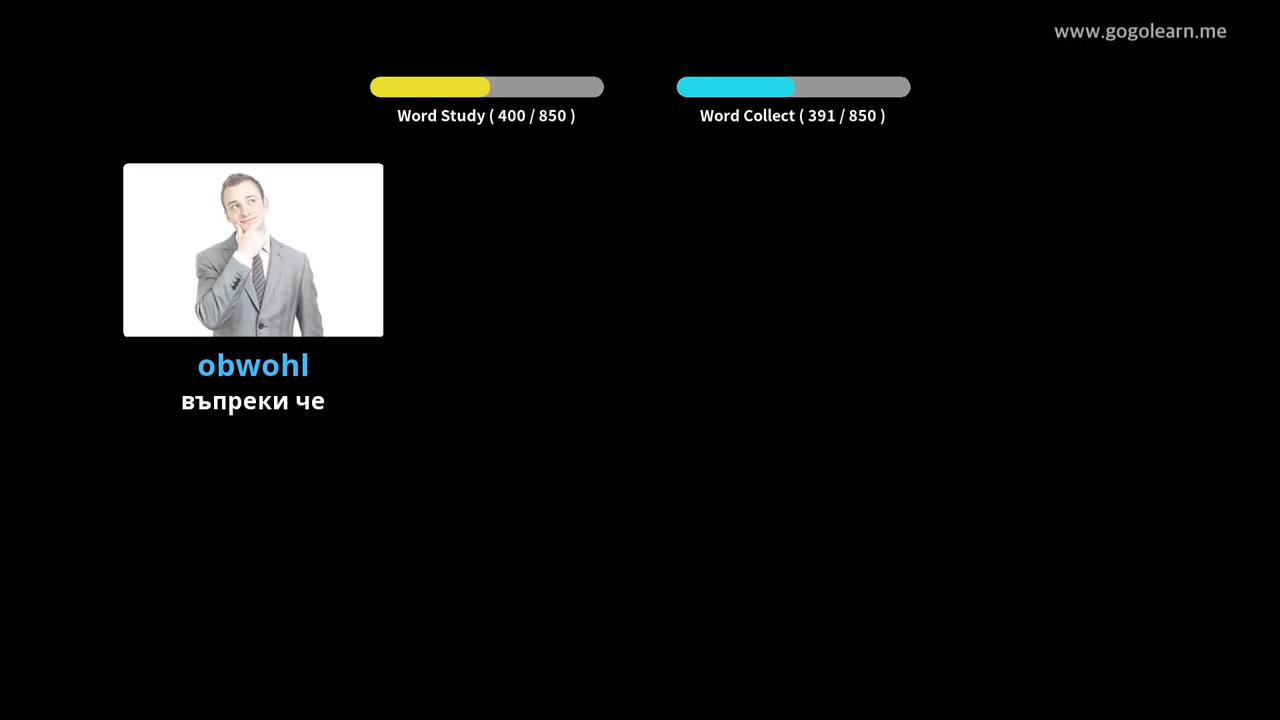 www.gogolearn.me
Word Study ( 400 / 850 )
Word Collect ( 391 / 850 )
obwohl
въпреки че